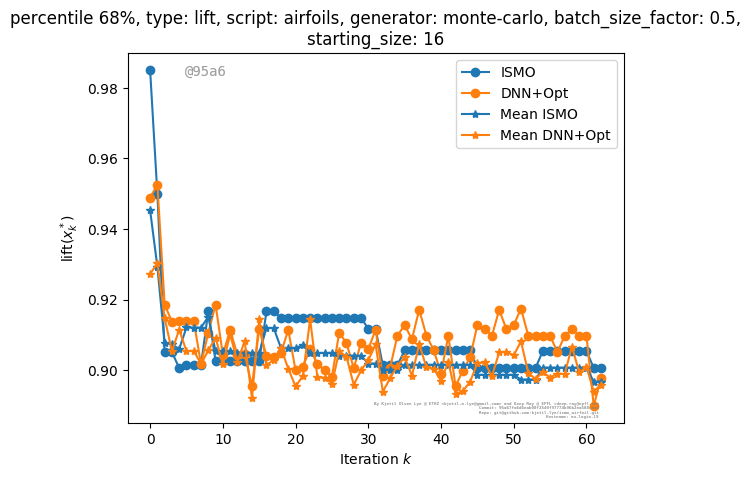 percentile 68%, type: lift, script: airfoils, generator: monte-carlo, batch_size_factor: 0.5,
starting_size: 16
@95a6
ISMO
DNN+Opt
Mean ISMO
Mean DNN+Opt
0.98
0.96
0.94
0.92
0.90
lift(x_k^*)
0 10 20 30 40 50 60
Iteration k